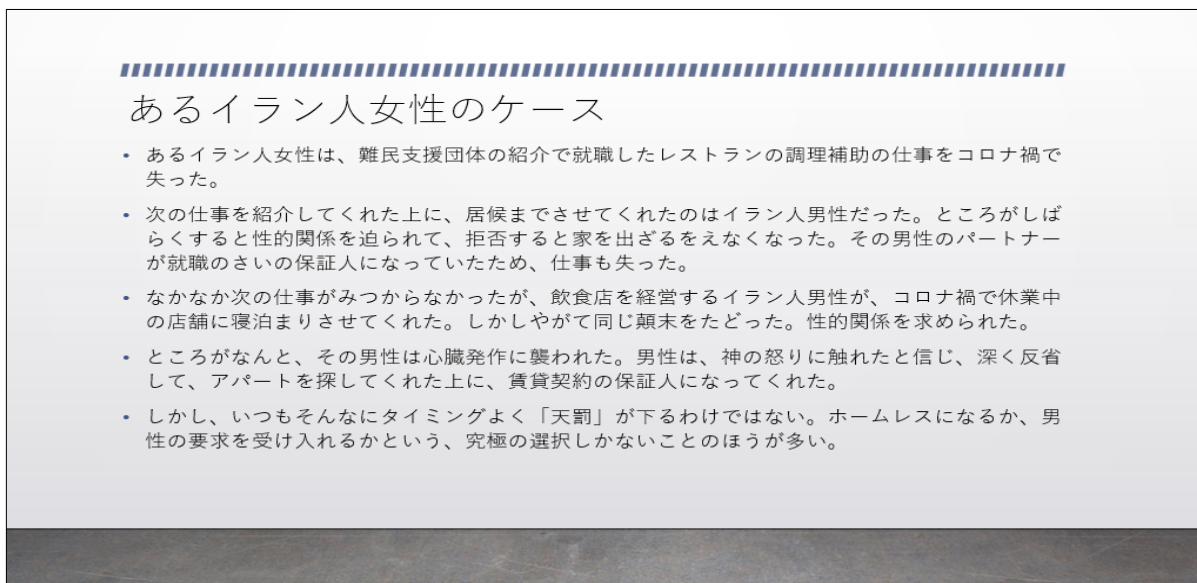 あるイラン人女性のケース
• あるイラン人女性は、難民支援団体の紹介で就職したレストランの調理補助の仕事をコロナ禍で
失った。
• 次の仕事を紹介してくれた上に、居候までさせてくれたのはイラン人男性だった。ところがしば
らくすると性的関係を迫られて、拒否すると家を出ざるをえなくなった。その男性のパートナー
が就職のさいの保証人になっていたため、仕事も失った。
• なかなか次の仕事がみつからなかったが、飲食店を経営するイラン人男性が、コロナ禍で休業中
の店舗に寝泊まりさせてくれた。しかしやがて同じ顛末をたどった。性的関係を求められた。
• ところがなんと、その男性は心臓発作に襲われた。男性は、神の怒りに触れたと信じ、深く反省
して、アパートを探してくれた上に、賃貸契約の保証人になってくれた。
• しかし、いつもそんなにタイミングよく「天罰」が下るわけではない。ホームレスになるか、男
性の要求を受け入れるかという、究極の選択しかないことのほうが多い。